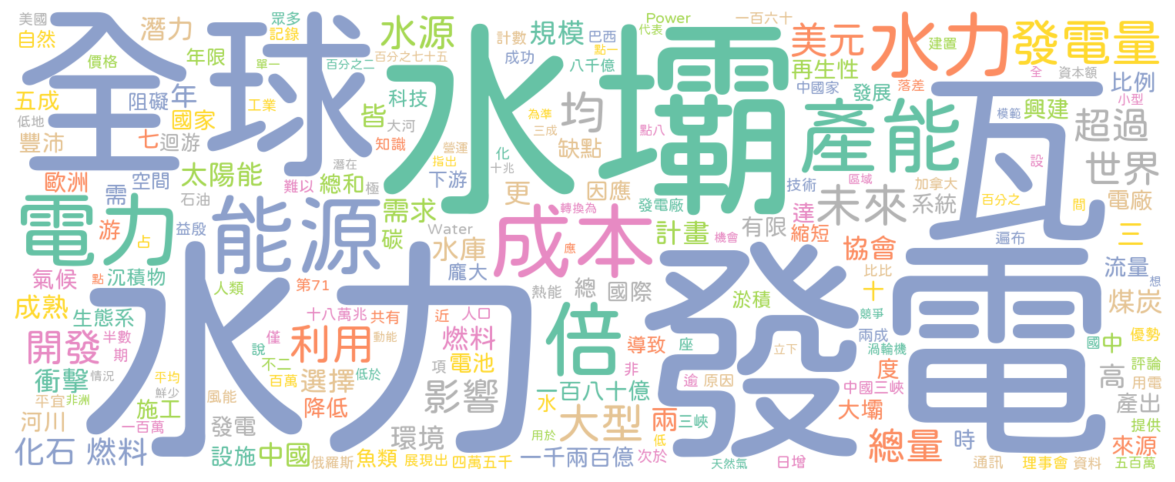 美國
自然
全球
價格
潛力
眾多
記錄
單一
百分之二
年限
水源
百分之七十五
計數
規模
巴西
成功
點一
八千億
Power
代表
一百六十
美元
再生性
中國家
水力
建置
落差
發電量
全
資本額
比例
小型
五成
低地
豐沛
阻礙
年
國家
七
迴游
工業
科技
皆
大河
知識
水壩
為準
三成
營運
指出
均
缺點
點八
產能
發展
瓦
模範
興建
設
超過
世界
歐洲
需
空間
太陽能
石油
潛在
難以
總和
極
下游
化
十兆
更
因應
轉換為
發電廠
技術
區域
達
未來
加拿大
系統
百分之
間
電廠
電力
游
占
益殷
能源
需求
碳
Water
水庫
成本
應
計畫
機會
有限
縮短
協會
遍布
三
流量
想
氣候
點
沉積物
人類
第71
龐大
熱能
總
國際
淤積
比比
十
煤炭
成熟
生態系
半數
期
水力
十八萬兆
共有
近
人口
僅
說
利用
動能
燃料
倍
導致
座
發電
立下
競爭
兩成
渦輪機
國中
優勢
開發
不二
低於
項
電池
非
逾
原因
度
中國三峽
高
評論
用電
衝擊
情況
平均
鮮少
百萬
選擇
風能
影響
一百八十億
水
大型
兩
三峽
大壩
產出
平宜
非洲
施工
一百萬
降低
用於
低
提供
河川
發電
環境
總量
時
來源
化石
燃料
設施
中國
俄羅斯
魚類
展現出
四萬五千
一千兩百億
次於
天然氣
日增
通訊
理事會
資料
五百萬